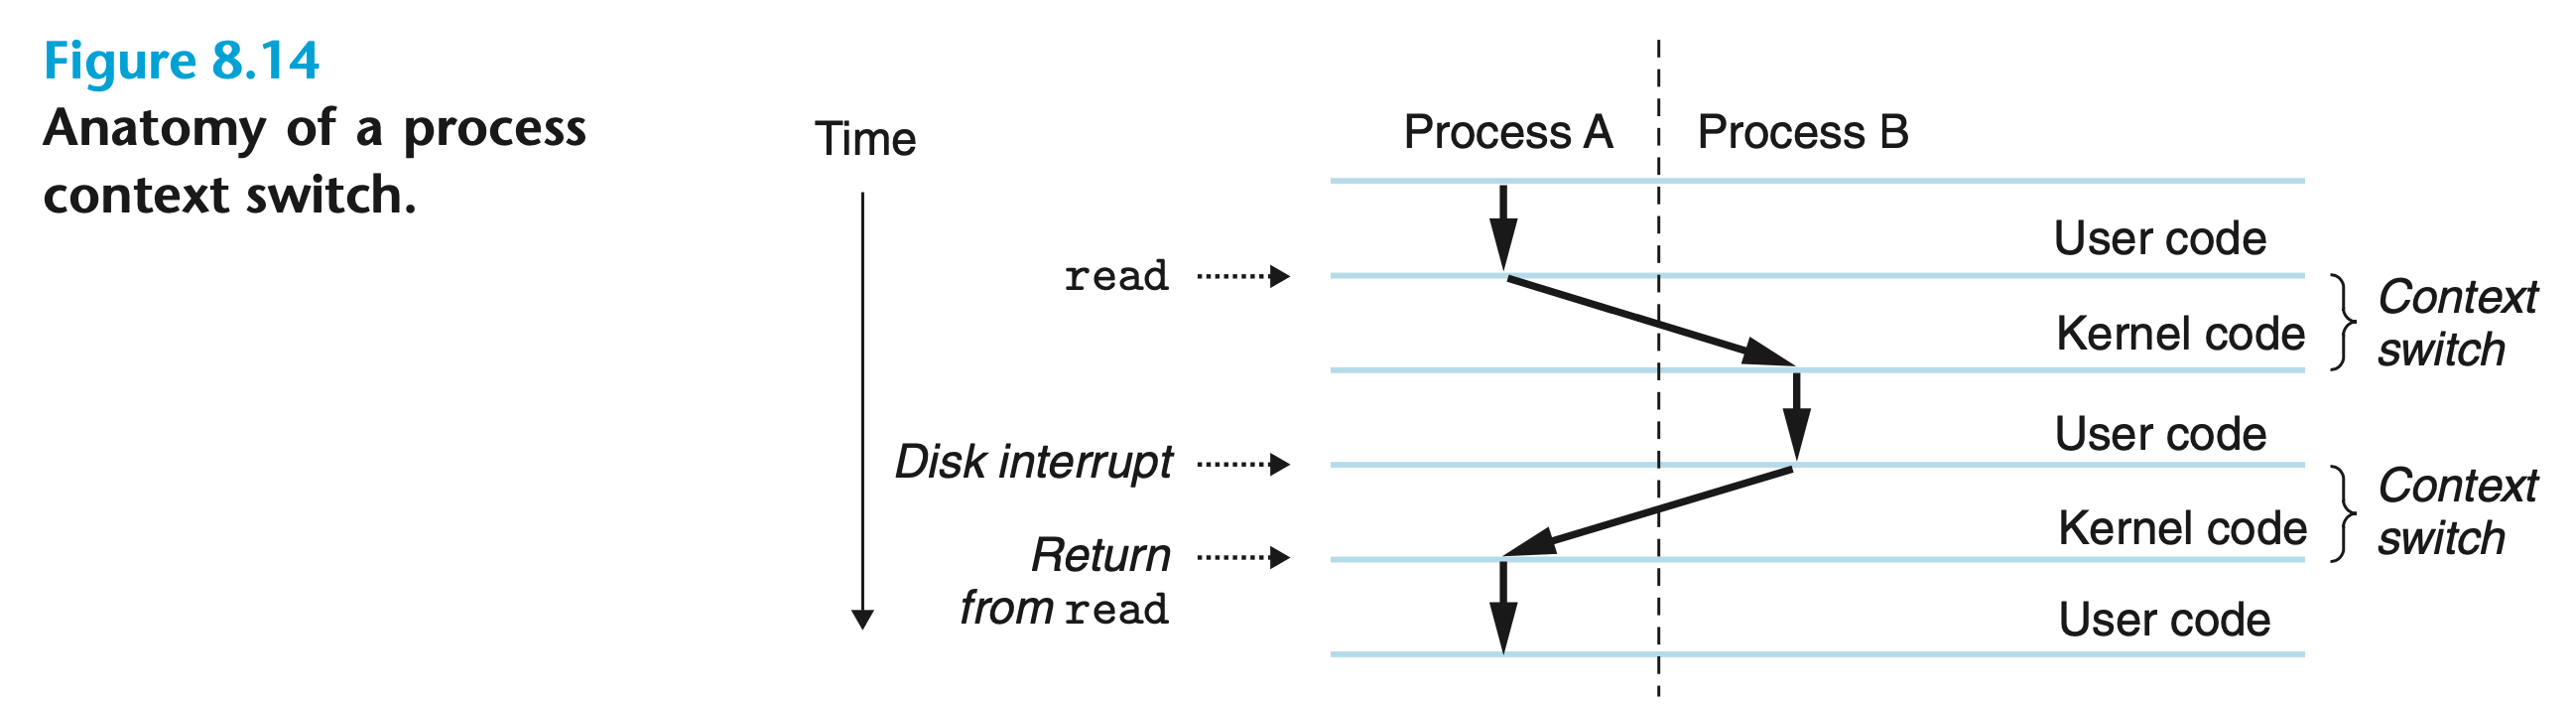 Figure 8.14
Anatomy of a process
context switch.
Time
Process A
Process B
User code
read
Context
switch
Kernel code
User code
Disk interrupt
Context
switch
Kernel code
Return
from read
User code